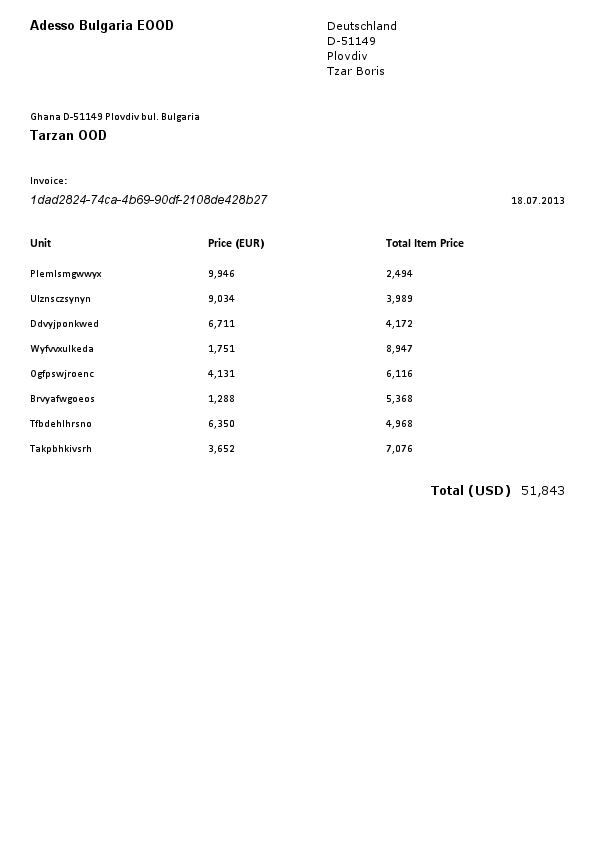 Adesso Bulgaria EOOD
Deutschland
D-51149
Plovdiv
Tzar Boris
Ghana D-51149 Plovdiv bul. Bulgaria
Tarzan OOD
Invoice:
1dad2824-74ca-4b69-90df-2108de428b27 18.07.2013
Unit Price (EUR) Total Item Price
Plemlsmgwwyx 9,946 2,494
Ulznsczsynyn 9,034 3,989
Ddvyjponkwed 6,711 4,172
Wyfvvxulkeda 1,751 8,947
Ogfpswjroenc 4,131 6,116
Brvyafwgoeos 1,288 5,368
Tfbdehlhrsno 6,350 4,968
Takpbhkivsrh 3,652 7,076
Total (USD) 51,843